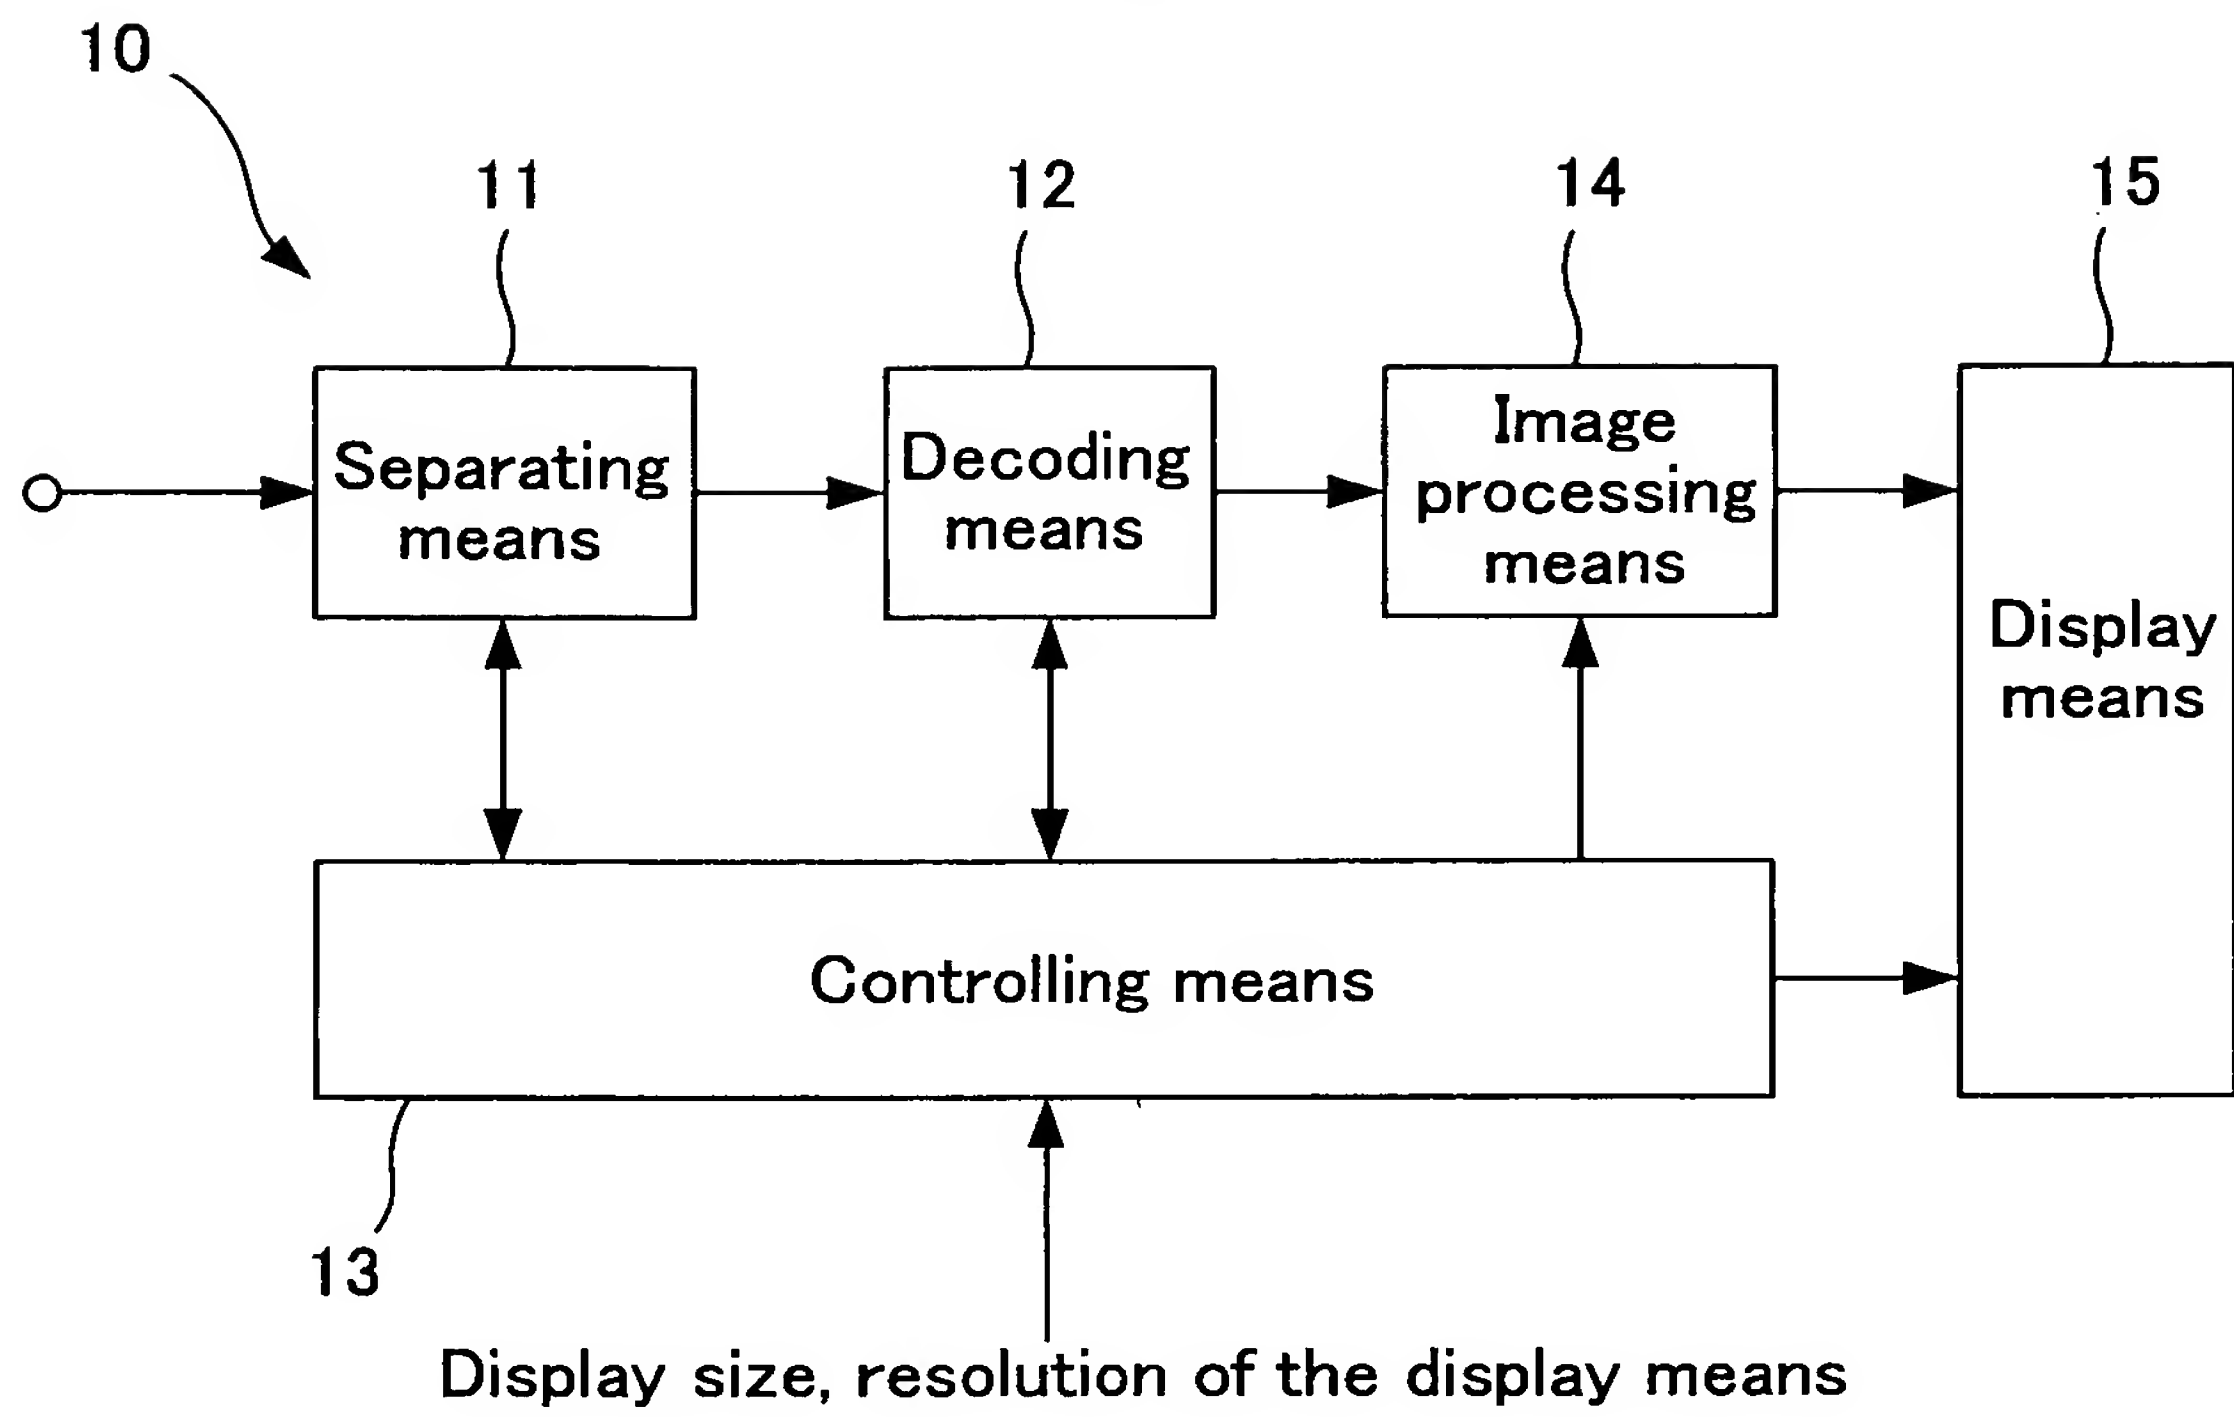 10
11
12
14
15
Separating
means
Decoding
means
Image
processing
means
Display
means
Controlling means
13
Display size, resolution of the display means